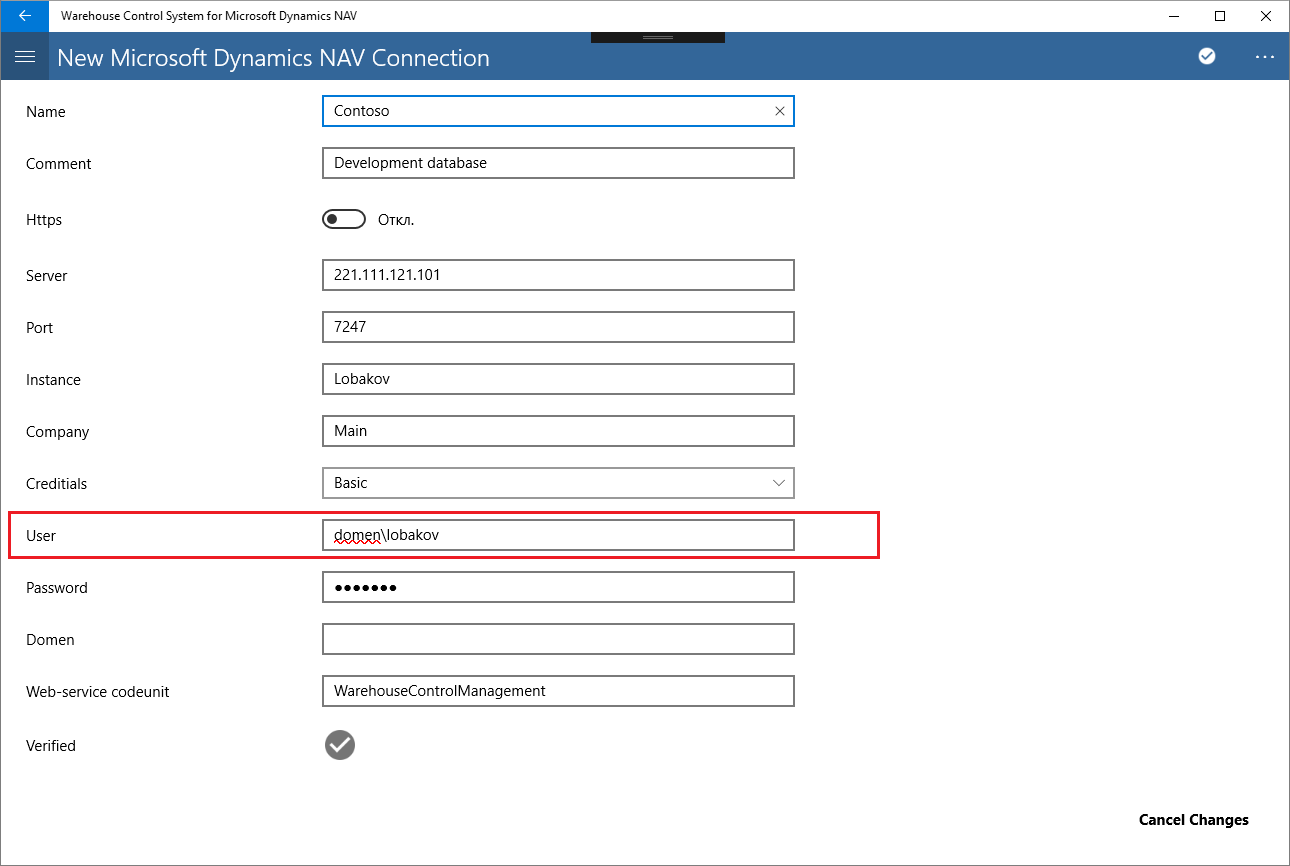 Warehouse Control System for Microsoft Dynamics NAV
New Microsoft Dynamics NAV Connection
Name Contoso
Comment Development database
Https Откл.
Server 221.111.121.101
Port 7247
Instance Lobakov
Company Main
Creditials Basic
User domen\lobakov
Password •••••••
Domen
Web-service codeunit WarehouseControlManagement
Verified
Cancel Changes